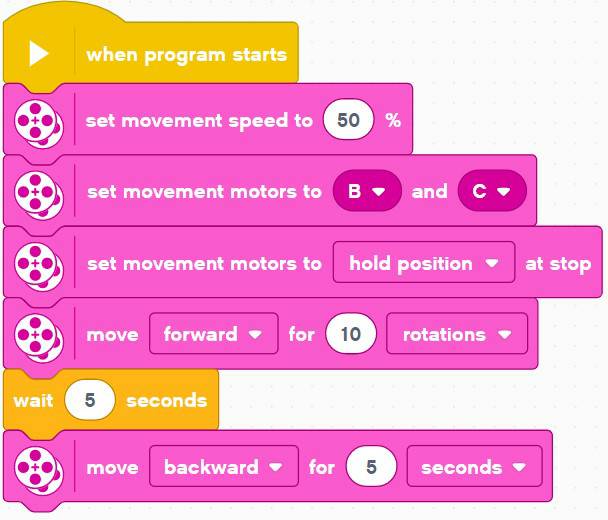 when program starts
set movement speed to 50 %
set movement motors to B and C
set movement motors to hold position at stop
move forward for 10 rotations
wait 5 seconds
move backward for 5 seconds